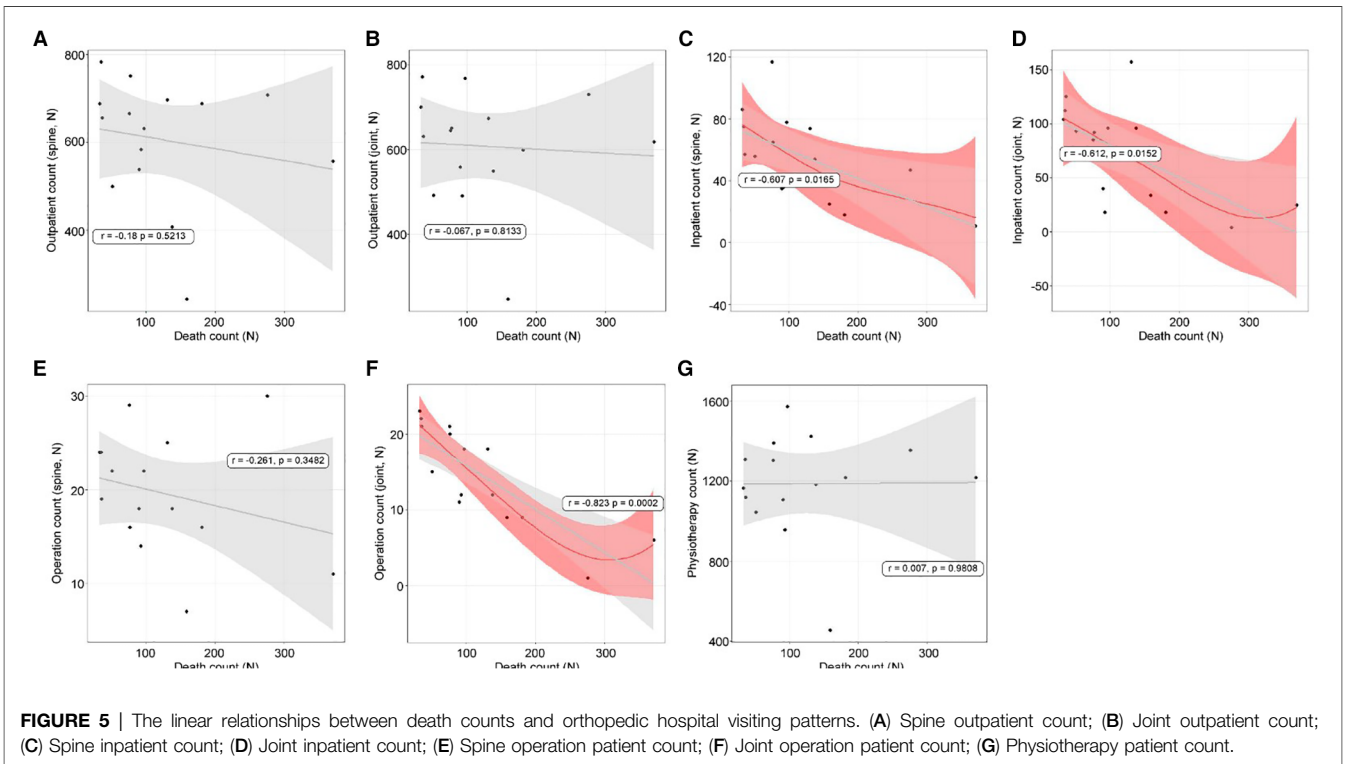 A
B
C
D
800
600
400
Outpatient count (spine, N)
r = -0.18 p = 0.5213
100
200
300
Death count (N)
800
600
400
Outpatient count (joint, N)
r = -0.067, p = 0.8133
100
200
300
Death count (N)
120
80
40
0
-40
Inpatient count (spine, N)
r = -0.607 p = 0.0165
100
200
300
Death count (N)
150
100
50
0
-50
Inpatient count (joint, N)
r = -0.612, p = 0.0152
100
200
300
Death count (N)
E
F
G
30
20
10
Operation count (spine, N)
r = -0.261, p = 0.3482
100
200
300
Death count (N)
20
10
0
Operation count (joint, N)
r = -0.823 p = 0.0002
100
200
300
Death count (N)
1600
1200
800
400
Physiotherapy count (N)
r = 0.007, p = 0.9808
100
200
300
Death count (N)
FIGURE 5 | The linear relationships between death counts and orthopedic hospital visiting patterns. (A) Spine outpatient count; (B) Joint outpatient count;
(C) Spine inpatient count; (D) Joint inpatient count; (E) Spine operation patient count; (F) Joint operation patient count; (G) Physiotherapy patient count.